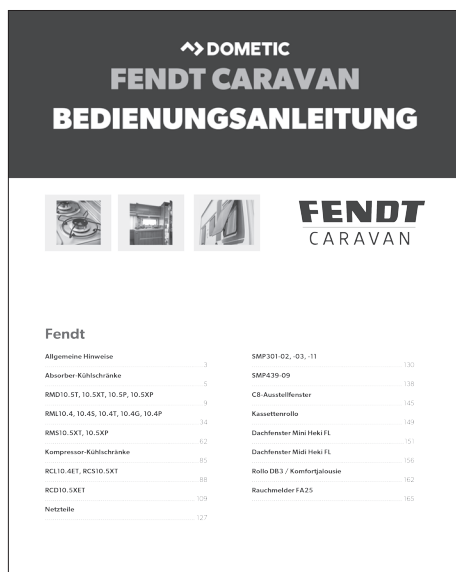 DOMETIC
FENDT CARAVAN
BEDIENUNGSANLEITUNG
FENDT
CARAVAN
Fendt
Allgemeine Hinweise
3
Absorber-Kühlschränke
5
RMD10.5T, 10.5XT, 10.5P, 10.5XP
9
RML10.4, 10.4S, 10.4T, 10.4G, 10.4P
34
RMS10.5XT, 10.5XP
62
Kompressor-Kühlschränke
85
RCL10.4ET, RCS10.5XT
88
RCD10.5XET
109
Netzteile
127
SMP301-02, -03, -11
130
SMP439-09
138
C8-Ausstellfenster
145
Kassettenrollo
149
Dachfenster Mini Heki FL
151
Dachfenster Midi Heki FL
156
Rollo DB3 / Komfortjalousie
162
Rauchmelder FA25
165